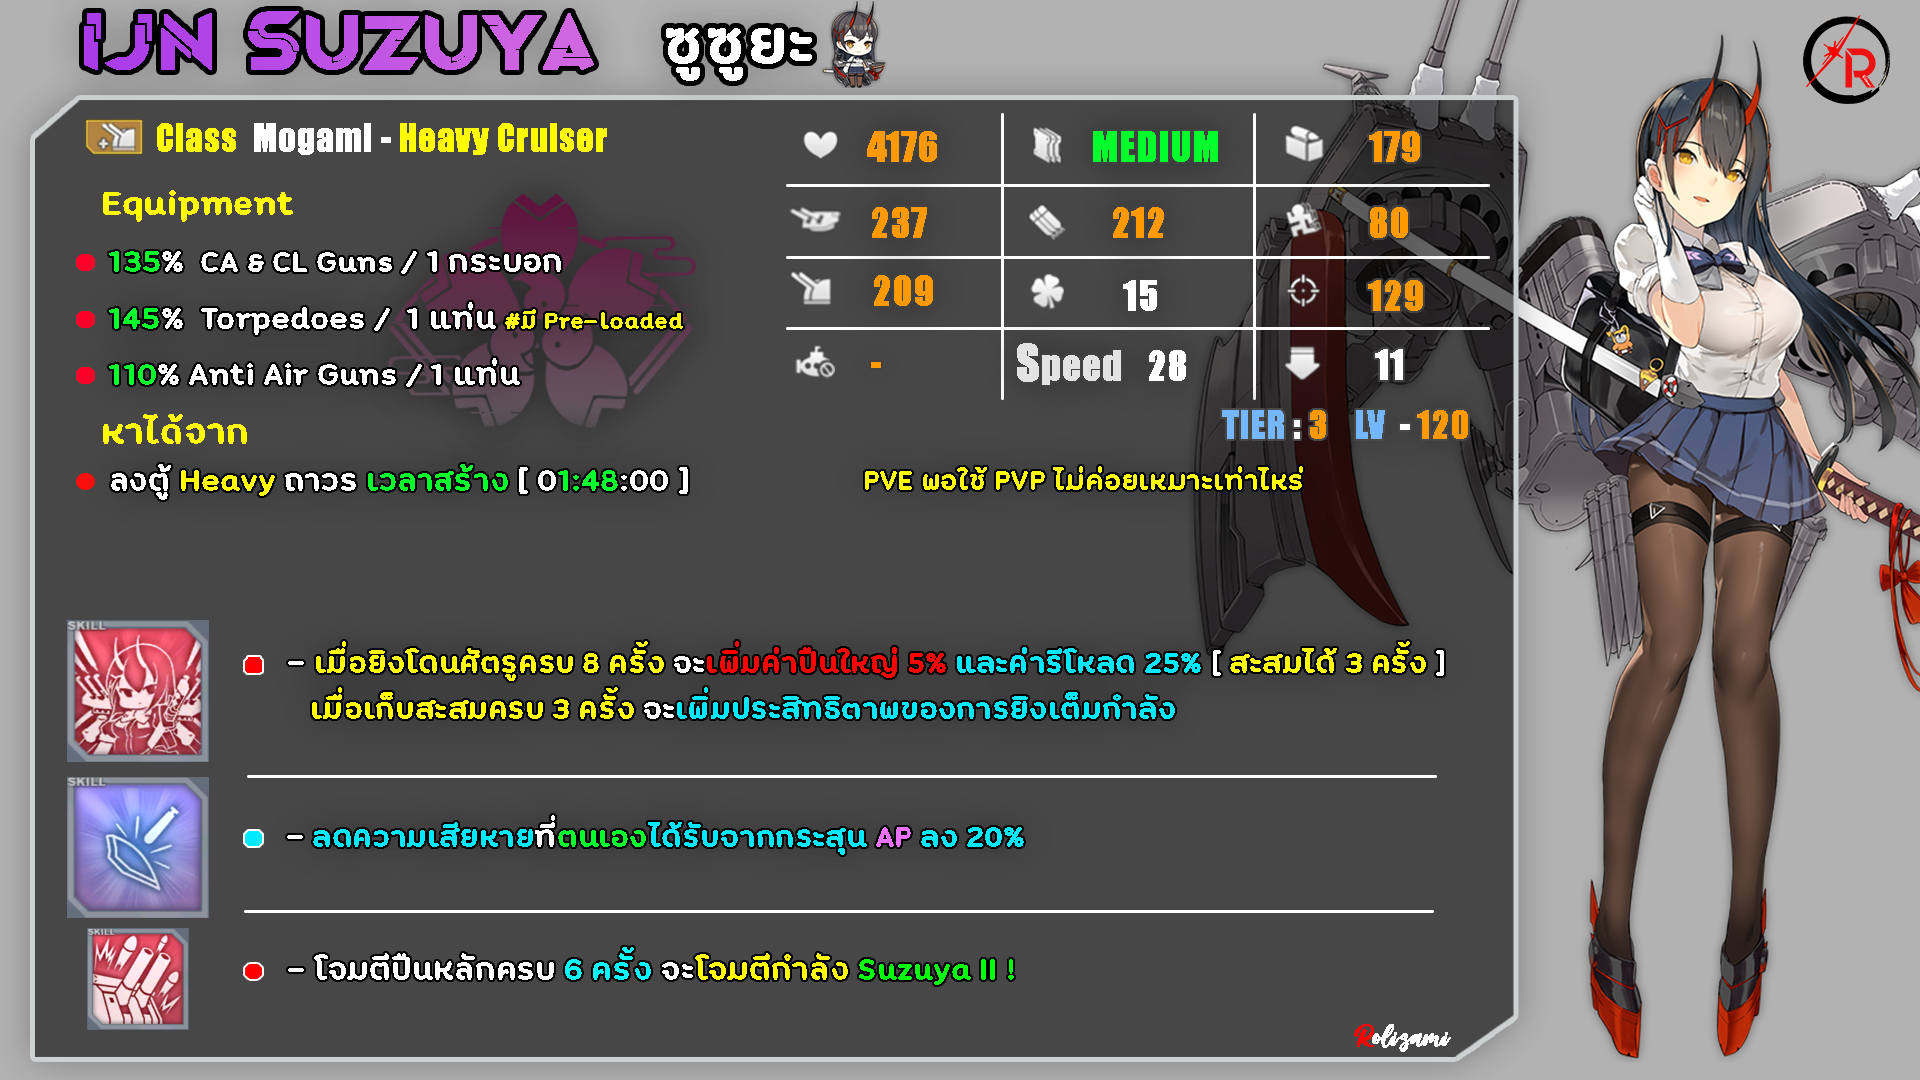 IJN SUZUYA ซูซูยะ
R
Class Mogami - Heavy Cruiser
Equipment
135% CA & CL Guns / 1 กระบอก
145% Torpedoes / 1 แท่น #มี Pre-loaded
110% Anti Air Guns / 1 แท่น
หาได้จาก
ลงตู้ Heavy ถาวร เวลาสร้าง [ 01:48:00 ]
4176 MEDIUM 179
237 212 80
209 15 129
- Speed 28 11
TIER : 3 LV - 120
PVE พอใช้ PVP ไม่ค่อยเหมาะเท่าไหร่
SKILL
- เมื่อยิงโดนศัตรูครบ 8 ครั้ง จะเพิ่มค่าปืนใหญ่ 5% และค่ารีโหลด 25% [ สะสมได้ 3 ครั้ง ]
เมื่อเก็บสะสมครบ 3 ครั้ง จะเพิ่มประสิทธิตาพของการยิงเต็มกำลัง
SKILL
- ลดความเสียหายที่ตนเองได้รับจากกระสุน AP ลง 20%
SKILL
- โจมตีปืนหลักครบ 6 ครั้ง จะโจมตีกำลัง Suzuya II !
Rolizami